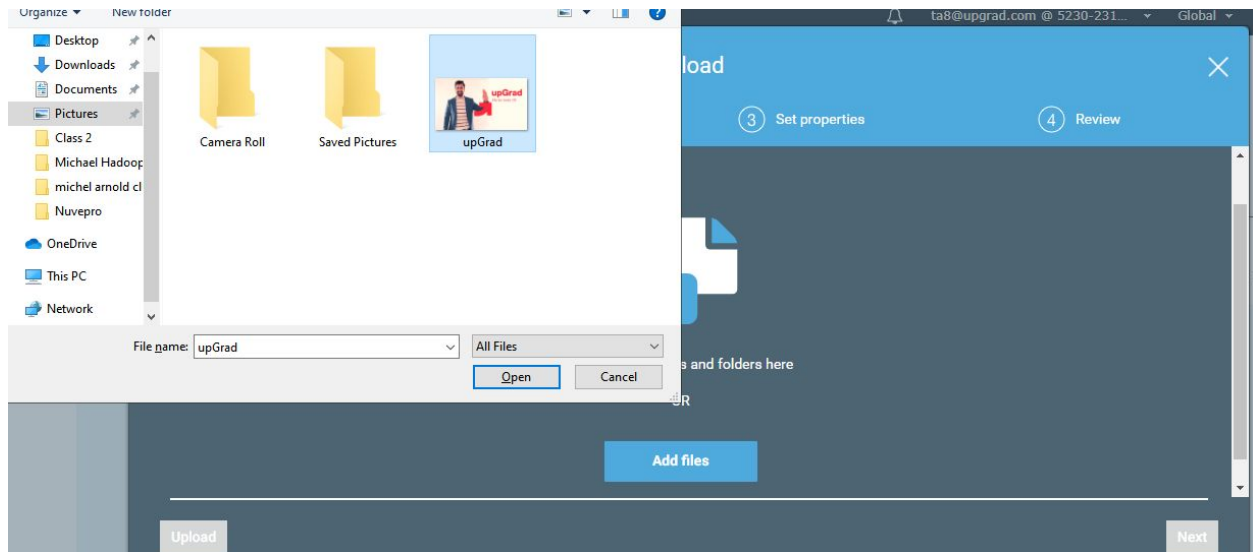 Organize New folder
ta8@upgrad.com @ 5230-231... Global
Desktop
Downloads
Documents
Pictures
Class 2
Michael Hadoop
michel arnold cl
Nuvepro
OneDrive
This PC
Network
upGrad
Camera Roll Saved Pictures upGrad
File name: upGrad All Files
Open Cancel
load
3 Set properties 4 Review
s and folders here
OR
Add files
Upload Next